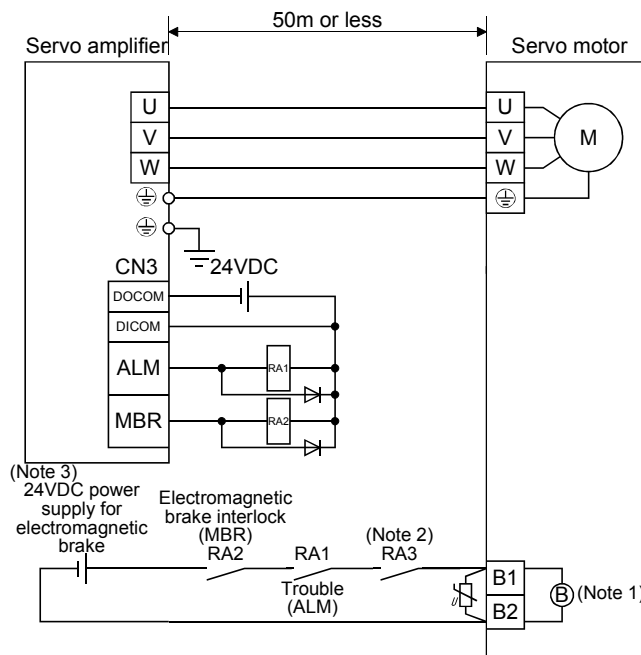 50m or less
Servo amplifier
Servo motor
U
U
V
V
M
W
W
CN3
24VDC
DOCOM
DICOM
ALM
RA1
MBR
RA2
(Note 3)
24VDC power
supply for
electromagnetic
brake
Electromagnetic
brake interlock
(MBR)
RA2
RA1
Trouble
(ALM)
(Note 2)
RA3
U
B1
B2
B
(Note 1)